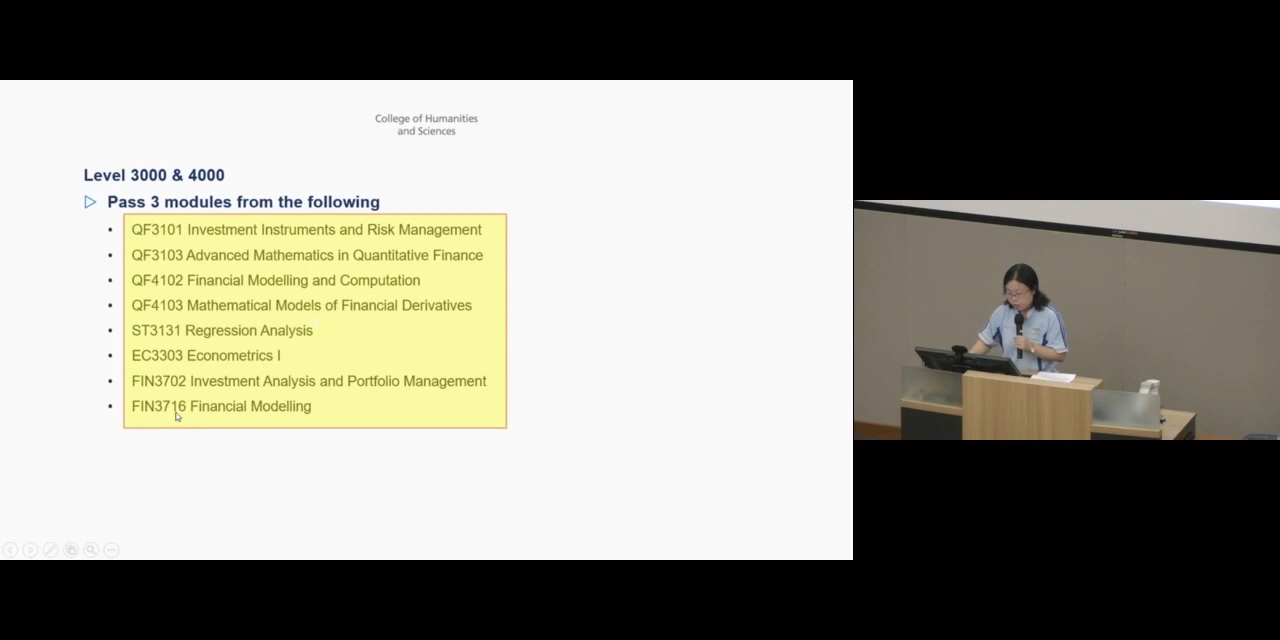 College of Humanities
and Sciences
Level 3000 & 4000
Pass 3 modules from the following
• QF3101 Investment Instruments and Risk Management
• QF3103 Advanced Mathematics in Quantitative Finance
• QF4102 Financial Modelling and Computation
• QF4103 Mathematical Models of Financial Derivatives
• ST3131 Regression Analysis
• EC3303 Econometrics I
• FIN3702 Investment Analysis and Portfolio Management
• FIN3716 Financial Modelling